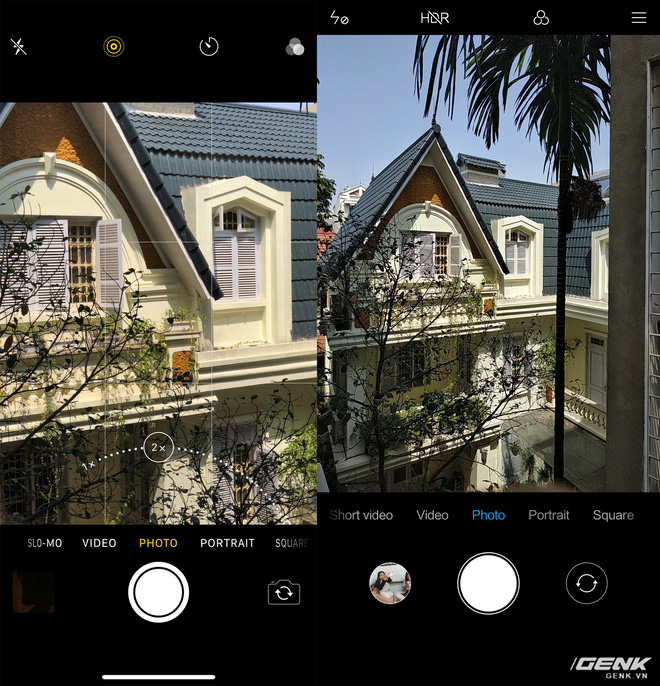 HDR
1×
2×
SLO-MO VIDEO PHOTO PORTRAIT SQUARE
Short video Video Photo Portrait Square
GENK
GENK.VN